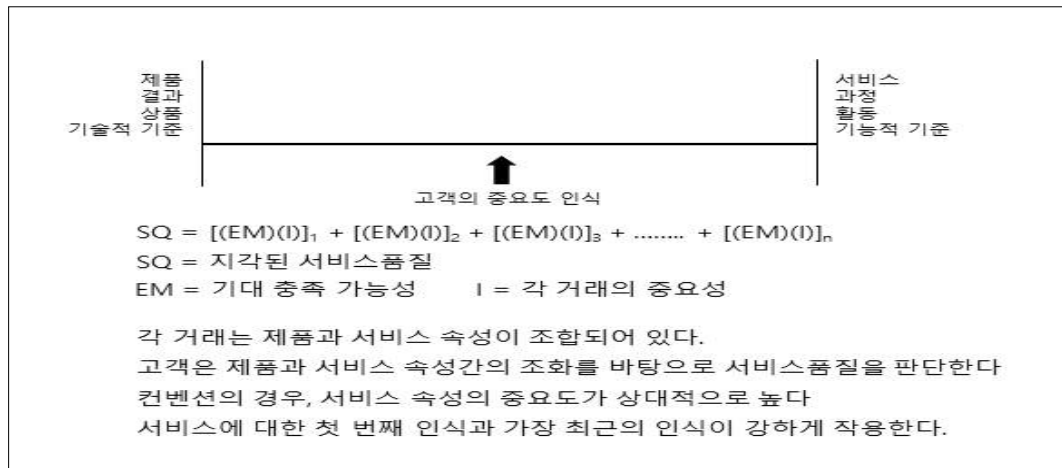 제품
결과
상품
기술적 기준
서비스
과정
활동
기능적 기준
고객의 중요도 인식
SQ = [(EM)(I)]₁ + [(EM)(I)]₂ + [(EM)(I)]₃ + ........ + [(EM)(I)]ₙ
SQ = 지각된 서비스품질
EM = 기대 충족 가능성 I = 각 거래의 중요성
각 거래는 제품과 서비스 속성이 조합되어 있다.
고객은 제품과 서비스 속성간의 조화를 바탕으로 서비스품질을 판단한다
컨벤션의 경우, 서비스 속성의 중요도가 상대적으로 높다
서비스에 대한 첫 번째 인식과 가장 최근의 인식이 강하게 작용한다.